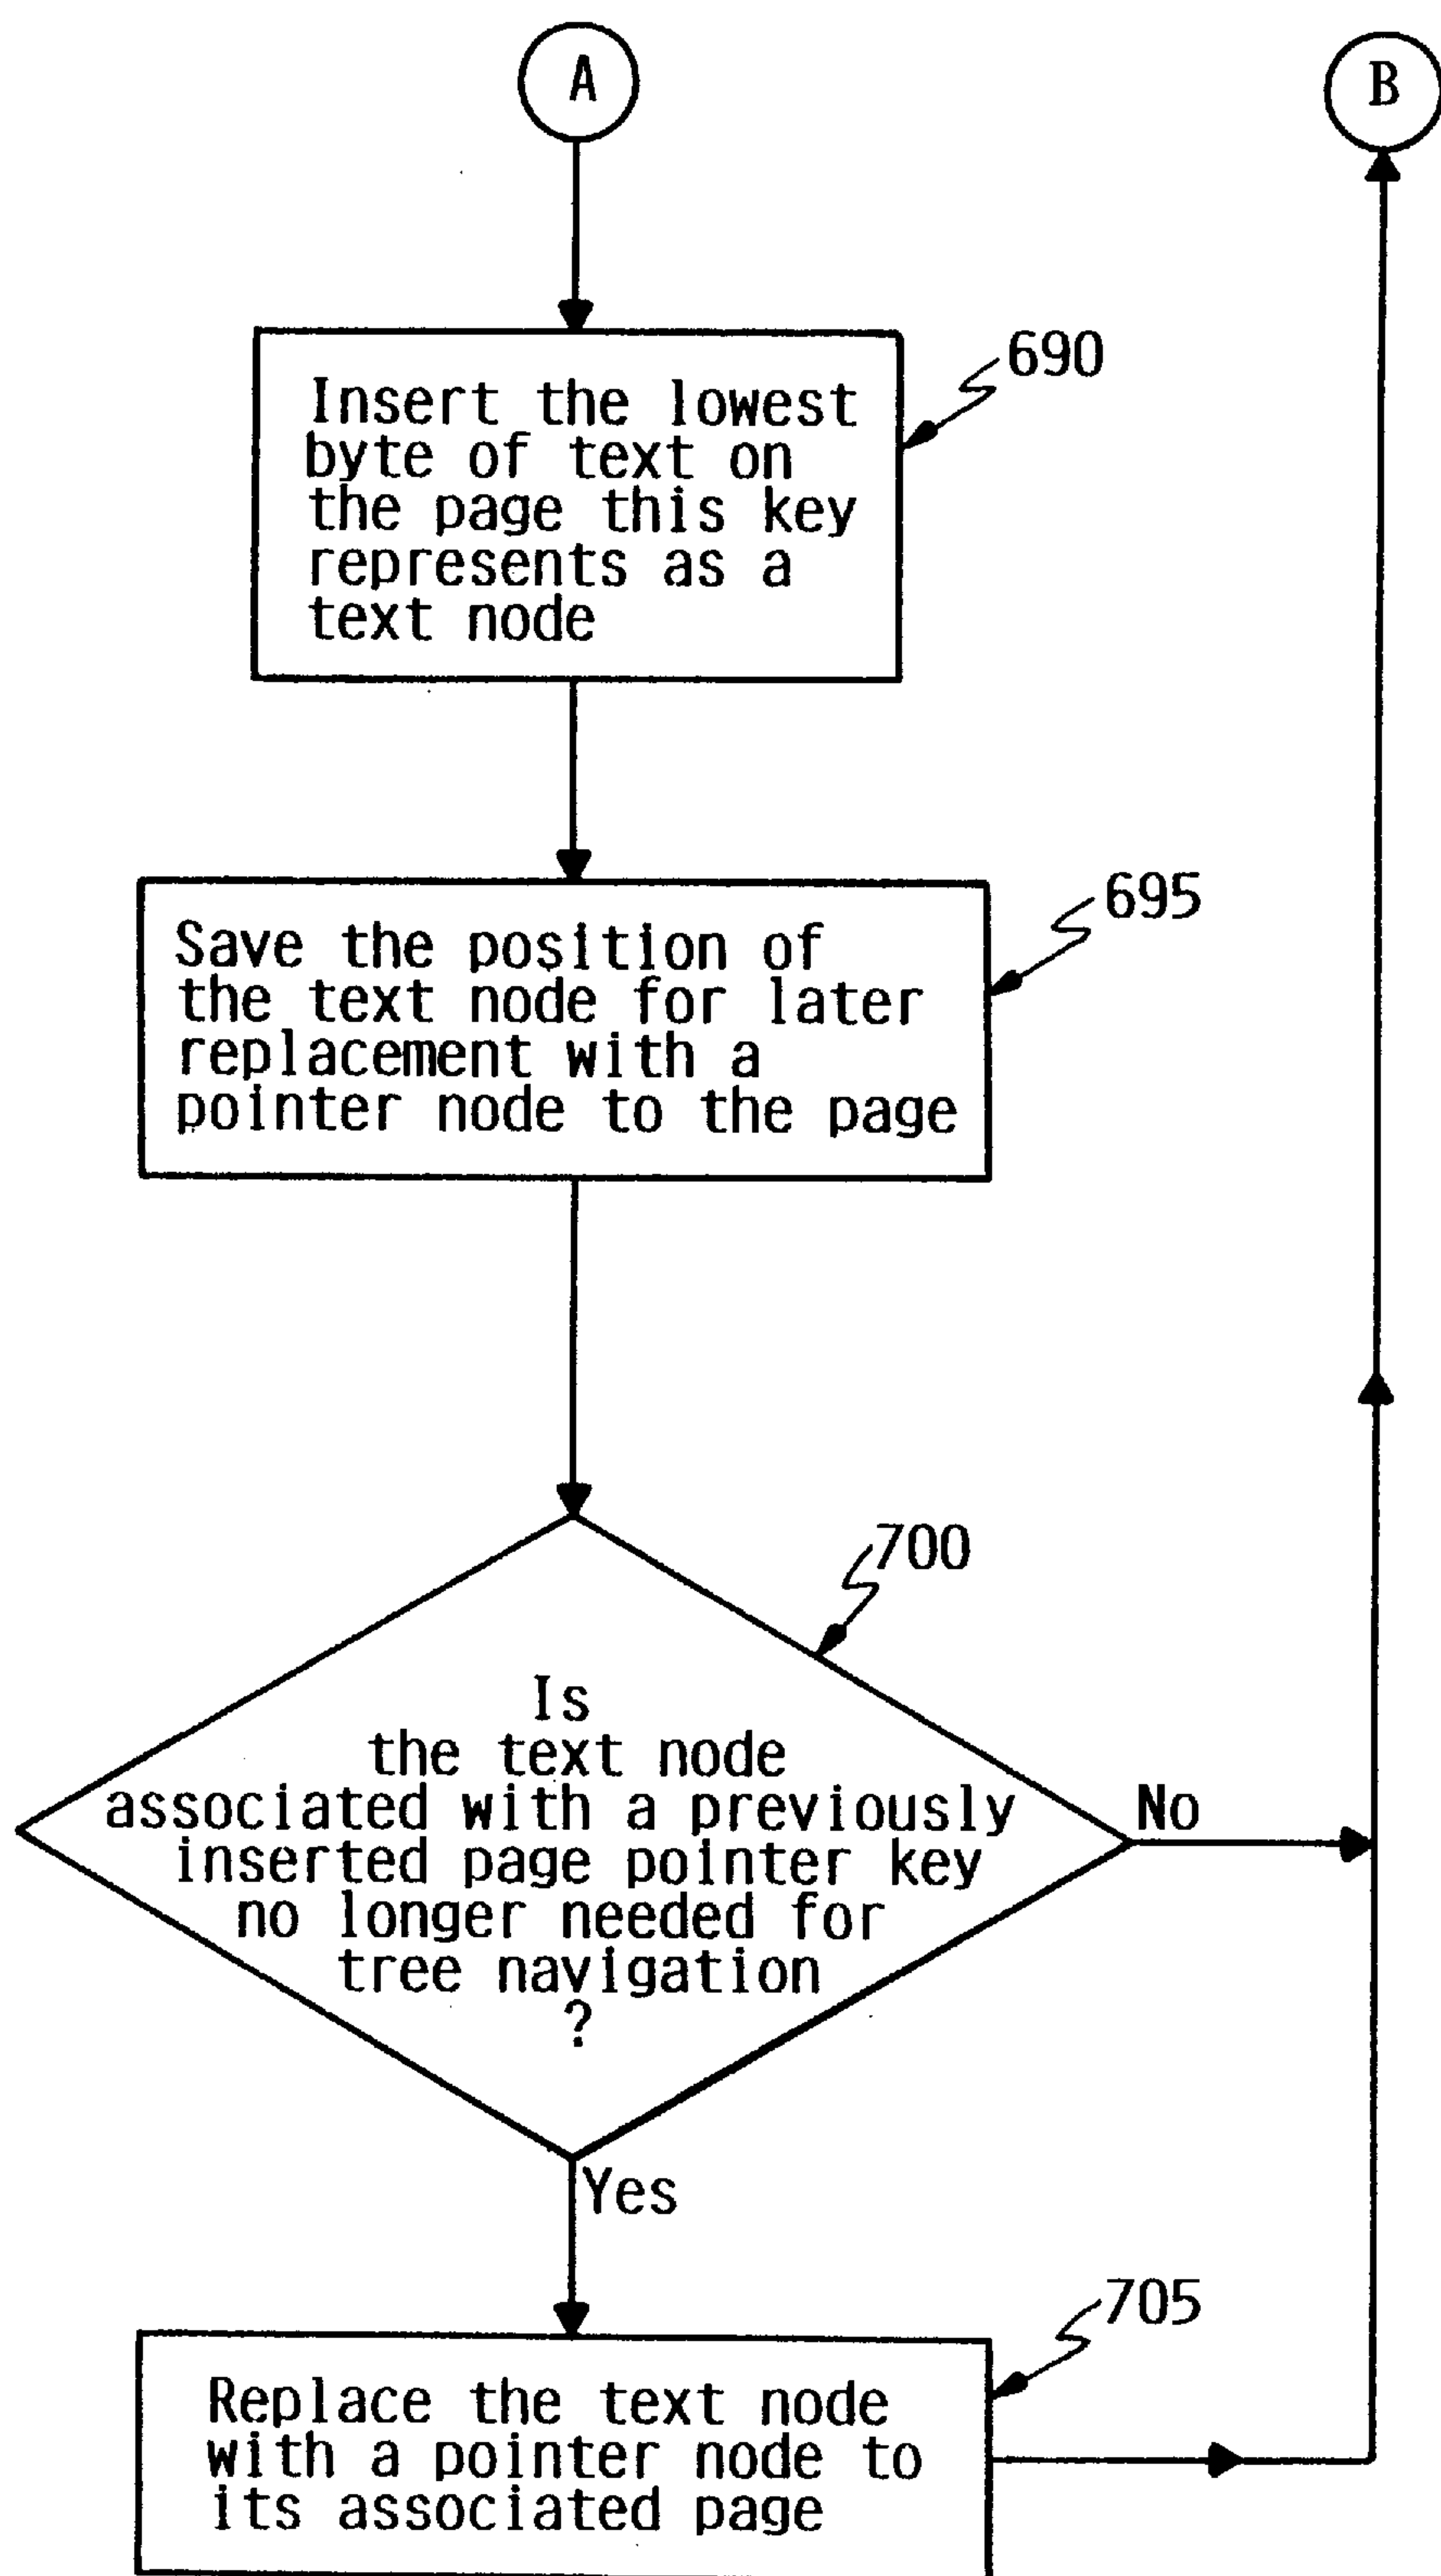 A
B
690
Insert the lowest
byte of text on
the page this key
represents as a
text node
695
Save the position of
the text node for later
replacement with a
pointer node to the page
700
Is
the text node
associated with a previously
inserted page pointer key
no longer needed for
tree navigation
?
No
Yes
705
Replace the text node
with a pointer node to
its associated page